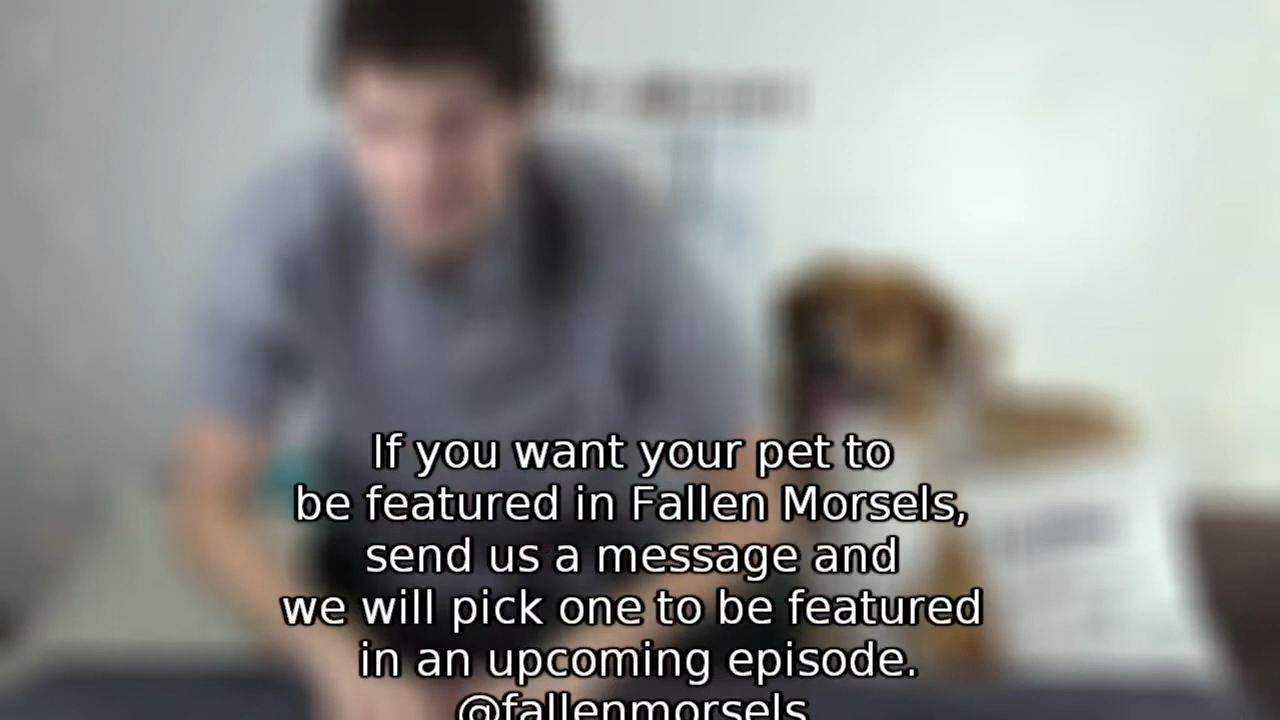 If you want your pet to
be featured in Fallen Morsels,
send us a message and
we will pick one to be featured
in an upcoming episode.
@fallenmorsels